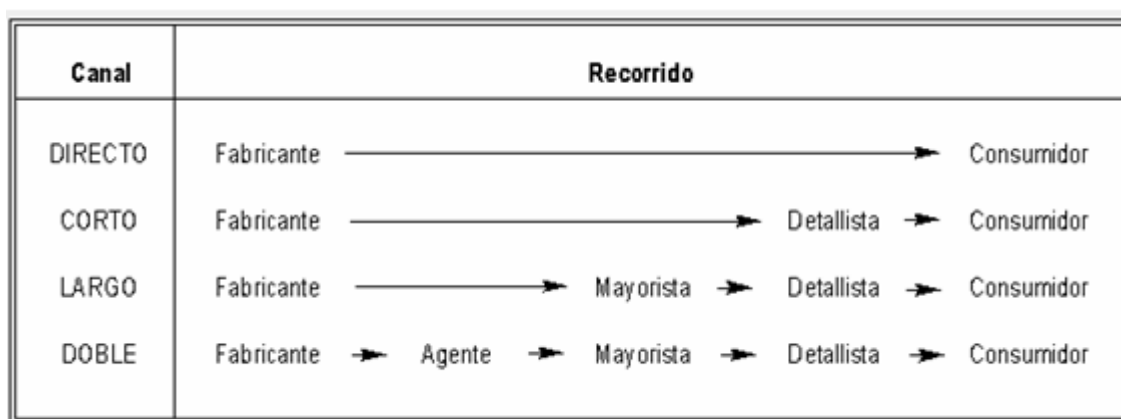 Canal Recorrido
DIRECTO Fabricante Consumidor
CORTO Fabricante Detallista Consumidor
LARGO Fabricante Mayorista Detallista Consumidor
DOBLE Fabricante Agente Mayorista Detallista Consumidor